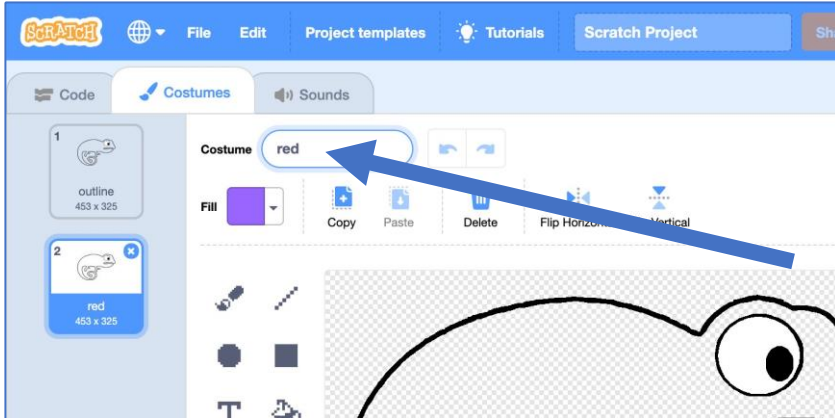 SCRATCH File Edit Project templates Tutorials Scratch Project
Code Costumes Sounds
1
outline
453 x 325
2
red
453 x 325
Costume red
Fill Copy Paste Delete Flip Vertical
T